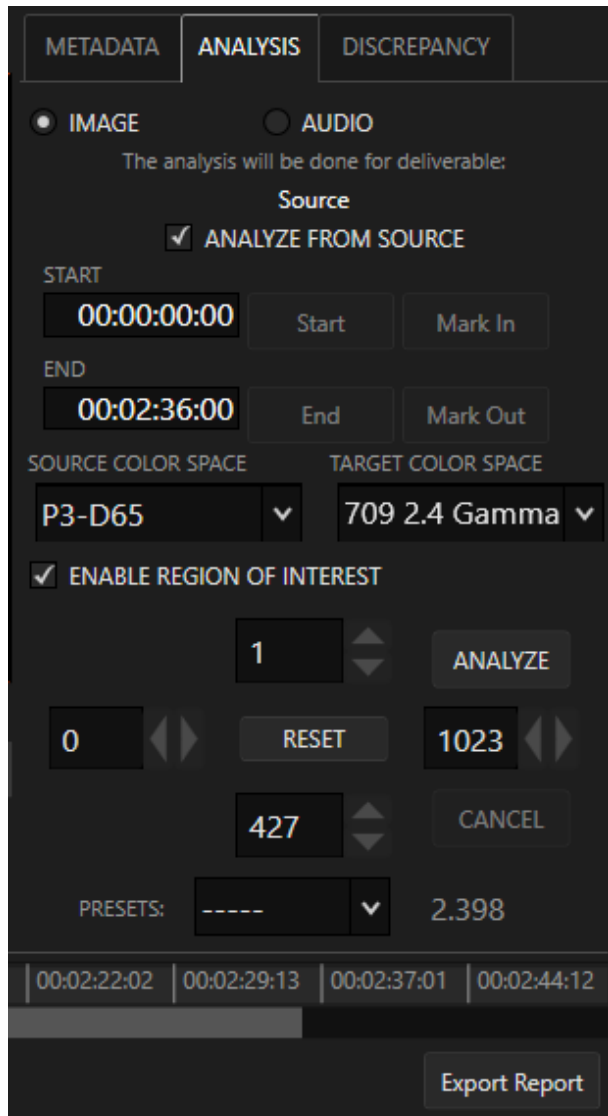 METADATA ANALYSIS DISCREPANCY
IMAGE AUDIO
The analysis will be done for deliverable:
Source
ANALYZE FROM SOURCE
START
00:00:00:00 Start Mark In
END
00:02:36:00 End Mark Out
SOURCE COLOR SPACE TARGET COLOR SPACE
P3-D65 709 2.4 Gamma
ENABLE REGION OF INTEREST
1 ANALYZE
0 RESET 1023
427 CANCEL
PRESETS: ----- 2.398
00:02:22:02 00:02:29:13 00:02:37:01 00:02:44:12
Export Report